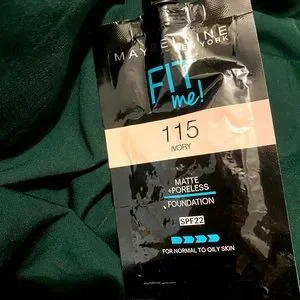 MAYBELLINE
NEW YORK
FIT
me!
115
IVORY
MATTE
+PORELESS
FOUNDATION
SPF22
FOR NORMAL TO OILY SKIN